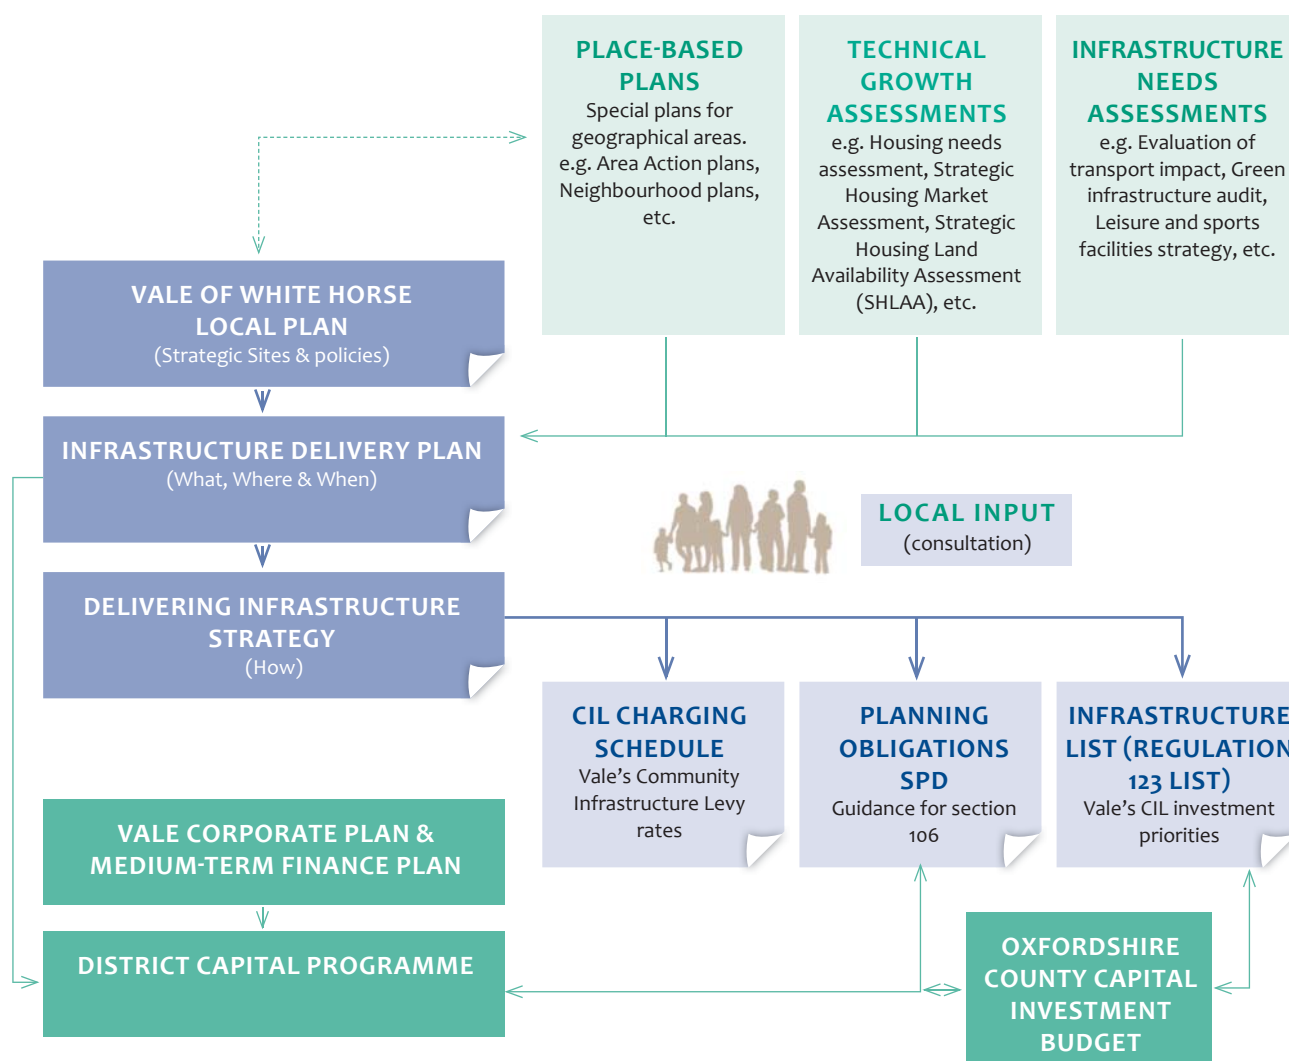 PLACE-BASED
PLANS
Special plans for
geographical areas.
e.g. Area Action plans,
Neighbourhood plans,
etc.
TECHNICAL
GROWTH
ASSESSMENTS
e.g. Housing needs
assessment, Strategic
Housing Market
Assessment, Strategic
Housing Land
Availability Assessment
(SHLAA), etc.
INFRASTRUCTURE
NEEDS
ASSESSMENTS
e.g. Evaluation of
transport impact, Green
infrastructure audit,
Leisure and sports
facilities strategy, etc.
VALE OF WHITE HORSE
LOCAL PLAN
(Strategic Sites & policies)
INFRASTRUCTURE DELIVERY PLAN
(What, Where & When)
LOCAL INPUT
(consultation)
DELIVERING INFRASTRUCTURE
STRATEGY
(How)
CIL CHARGING
SCHEDULE
Vale's Community
Infrastructure Levy
rates
PLANNING
OBLIGATIONS
SPD
Guidance for section
106
INFRASTRUCTURE
LIST (REGULATION
123 LIST)
Vale's CIL investment
priorities
VALE CORPORATE PLAN &
MEDIUM-TERM FINANCE PLAN
DISTRICT CAPITAL PROGRAMME
OXFORDSHIRE
COUNTY CAPITAL
INVESTMENT
BUDGET